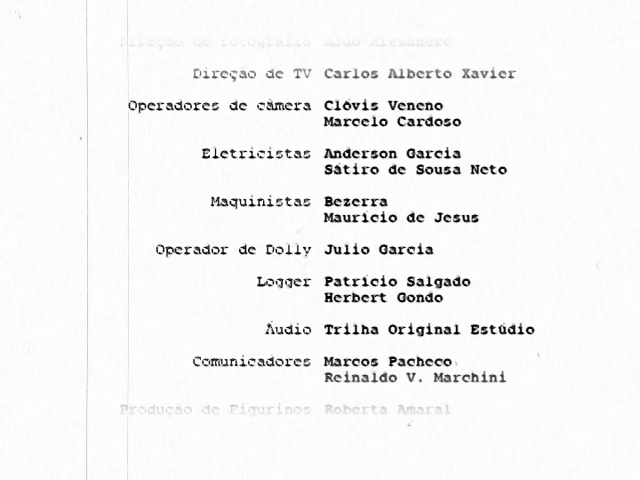 Direção de fotografia Aldo Alexandre
Direção de TV Carlos Alberto Xavier
Operadores de câmera Clóvis Veneno
Marcelo Cardoso
Eletricistas Anderson Garcia
Sátiro de Sousa Neto
Maquinistas Bezerra
Mauricio de Jesus
Operador de Dolly Julio Garcia
Logger Patricio Salgado
Herbert Gondo
Áudio Trilha Original Estúdio
Comunicadores Marcos Pacheco
Reinaldo V. Marchini
Produção de Figurinos Roberta Amaral